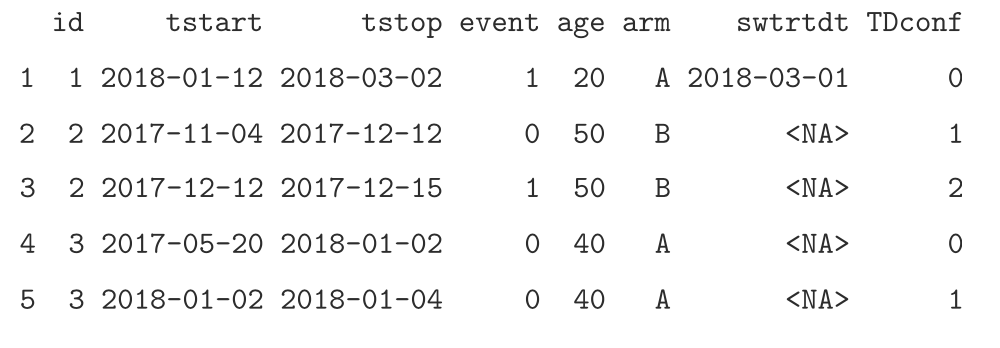 id tstart tstop event age arm swtrtdt TDconf
1 1 2018-01-12 2018-03-02 1 20 A 2018-03-01 0
2 2 2017-11-04 2017-12-12 0 50 B <NA> 1
3 2 2017-12-12 2017-12-15 1 50 B <NA> 2
4 3 2017-05-20 2018-01-02 0 40 A <NA> 0
5 3 2018-01-02 2018-01-04 0 40 A <NA> 1